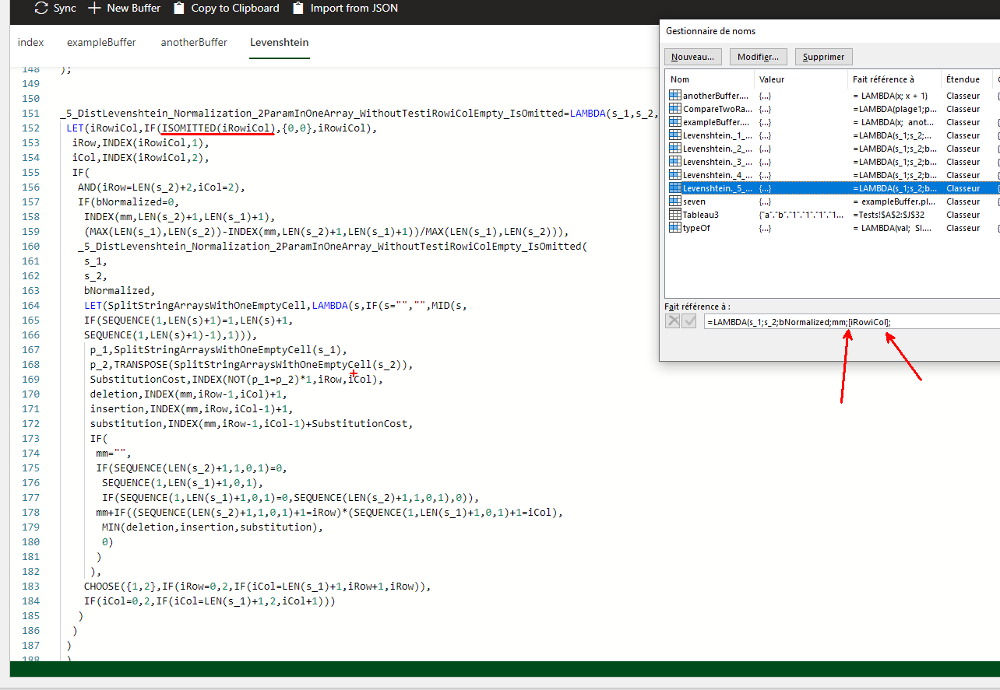 Sync New Buffer Copy to Clipboard Import from JSON
index exampleBuffer anotherBuffer Levenshtein
148 );
149
150
151 _5_DistLevenshtein_Normalization_2ParamInOneArray_WithoutTestiRowiColEmpty_IsOmitted=LAMBDA(s_1,s_2,
152 LET(iRowiCol,IF(ISOMITTED(iRowiCol),{0,0},iRowiCol),
153 iRow,INDEX(iRowiCol,1),
154 iCol,INDEX(iRowiCol,2),
155 IF(
156 AND(iRow=LEN(s_2)+2,iCol=2),
157 IF(bNormalized=0,
158 INDEX(mm,LEN(s_2)+1,LEN(s_1)+1),
159 (MAX(LEN(s_1),LEN(s_2))-INDEX(mm,LEN(s_2)+1,LEN(s_1)+1))/MAX(LEN(s_1),LEN(s_2))),
160 _5_DistLevenshtein_Normalization_2ParamInOneArray_WithoutTestiRowiColEmpty_IsOmitted(
161 s_1,
162 s_2,
163 bNormalized,
164 LET(SplitStringArraysWithOneEmptyCell,LAMBDA(s,IF(s="","",MID(s,
165 IF(SEQUENCE(1,LEN(s)+1)=1,LEN(s)+1,
166 SEQUENCE(1,LEN(s)+1)-1),1))),
167 p_1,SplitStringArraysWithOneEmptyCell(s_1),
168 p_2,TRANSPOSE(SplitStringArraysWithOneEmptyCell(s_2)),
169 SubstitutionCost,INDEX(NOT(p_1=p_2)*1,iRow,iCol),
170 deletion,INDEX(mm,iRow-1,iCol)+1,
171 insertion,INDEX(mm,iRow,iCol-1)+1,
172 substitution,INDEX(mm,iRow-1,iCol-1)+SubstitutionCost,
173 IF(
174 mm="",
175 IF(SEQUENCE(LEN(s_2)+1,1,0,1)=0,
176 SEQUENCE(1,LEN(s_1)+1,0,1),
177 IF(SEQUENCE(1,LEN(s_1)+1,0,1)=0,SEQUENCE(LEN(s_2)+1,1,0,1),0)),
178 mm+IF((SEQUENCE(LEN(s_2)+1,1,0,1)+1=iRow)*(SEQUENCE(1,LEN(s_1)+1,0,1)+1=iCol),
179 MIN(deletion,insertion,substitution),
180 0)
181 )
182 ),
183 CHOOSE({1,2},IF(iRow=0,2,IF(iCol=LEN(s_1)+1,iRow+1,iRow)),
184 IF(iCol=0,2,IF(iCol=LEN(s_1)+1,2,iCol+1)))
185 )
186 )
187 )
188 )
Gestionnaire de noms
Nouveau... Modifier... Supprimer
Nom Valeur Fait référence à Étendue
anotherBuffer.... {...} = LAMBDA(x; x + 1) Classeur
CompareTwoRa... {...} =LAMBDA(plage1;p... Classeur
exampleBuffer.... {...} = LAMBDA(x; anot... Classeur
Levenshtein._1_... {...} =LAMBDA(s_1;s_2;... Classeur
Levenshtein._2_... {...} =LAMBDA(s_1;s_2;b... Classeur
Levenshtein._3_... {...} =LAMBDA(s_1;s_2;b... Classeur
Levenshtein._4_... {...} =LAMBDA(s_1;s_2;b... Classeur
Levenshtein._5_... {...} =LAMBDA(s_1;s_2;b... Classeur
seven {...} = exampleBuffer.pl... Classeur
Tableau3 {"a"."b"."1"."1"."1"."1... =Tests!$A$2:$J$32 Classeur
typeOf {...} = LAMBDA(val; SI.... Classeur
Fait référence à :
=LAMBDA(s_1;s_2;bNormalized;mm;[iRowiCol];